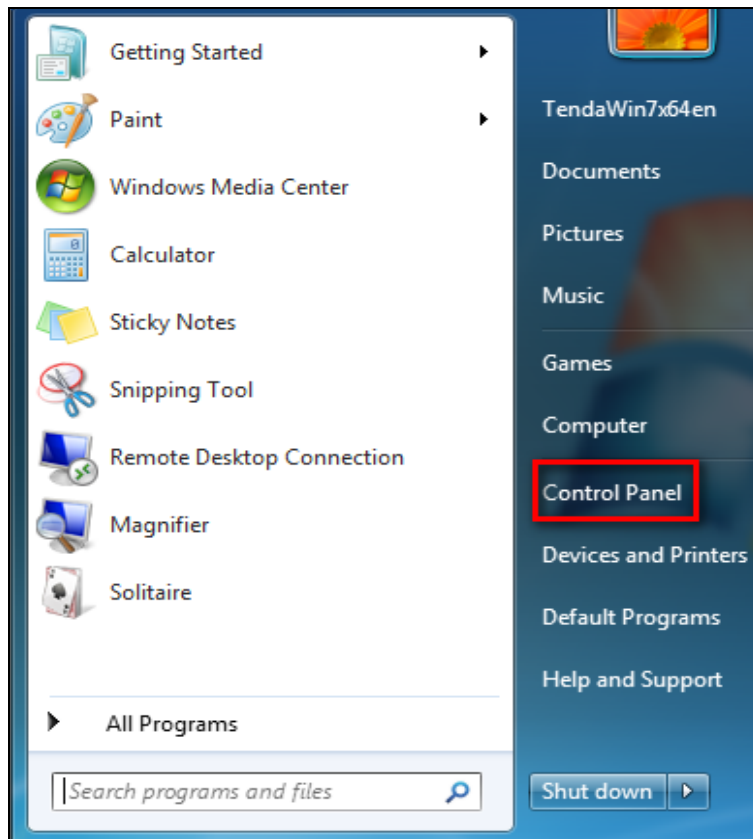 Getting Started
Paint
Windows Media Center
Calculator
Sticky Notes
Snipping Tool
Remote Desktop Connection
Magnifier
Solitaire
All Programs
Search programs and files
TendaWin7x64en
Documents
Pictures
Music
Games
Computer
Control Panel
Devices and Printers
Default Programs
Help and Support
Shut down